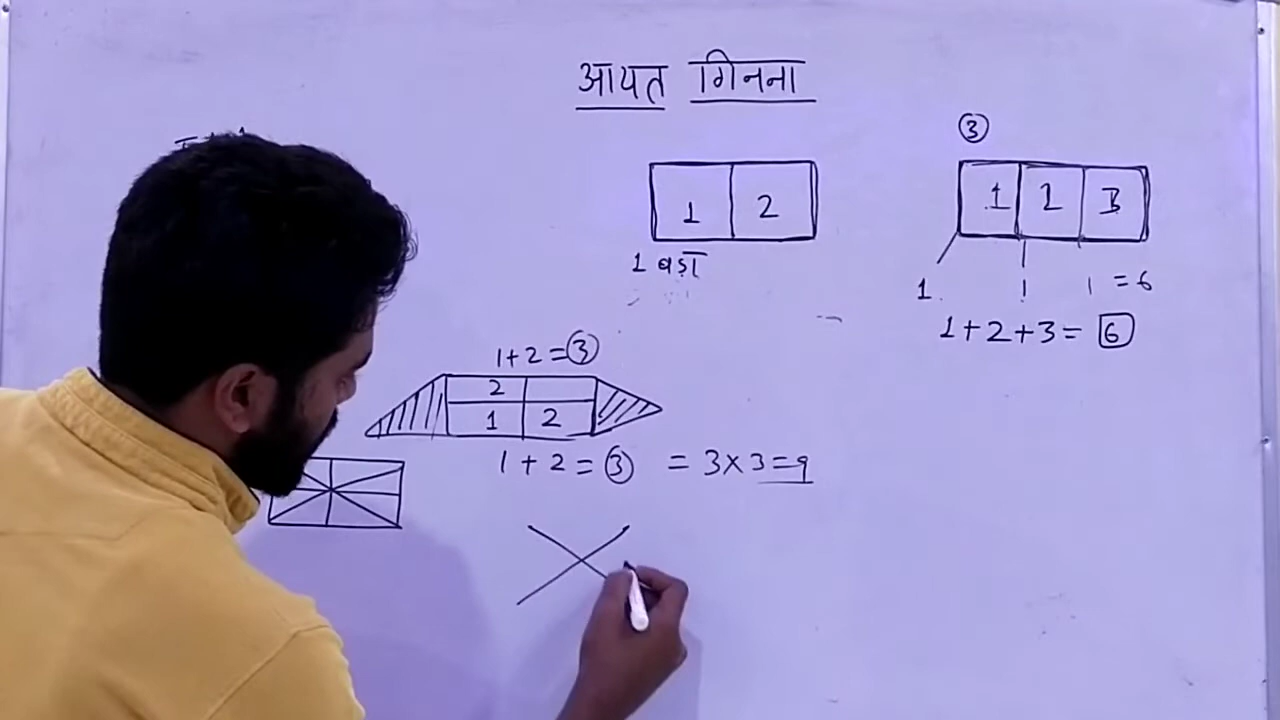 आयत गिनना
3
1 2
1 2 3
1 बड़ा
1 1 1 = 6
1 + 2 + 3 = 6
1 + 2 = 3
2
1 2
1 + 2 = 3 = 3 × 3 = 9